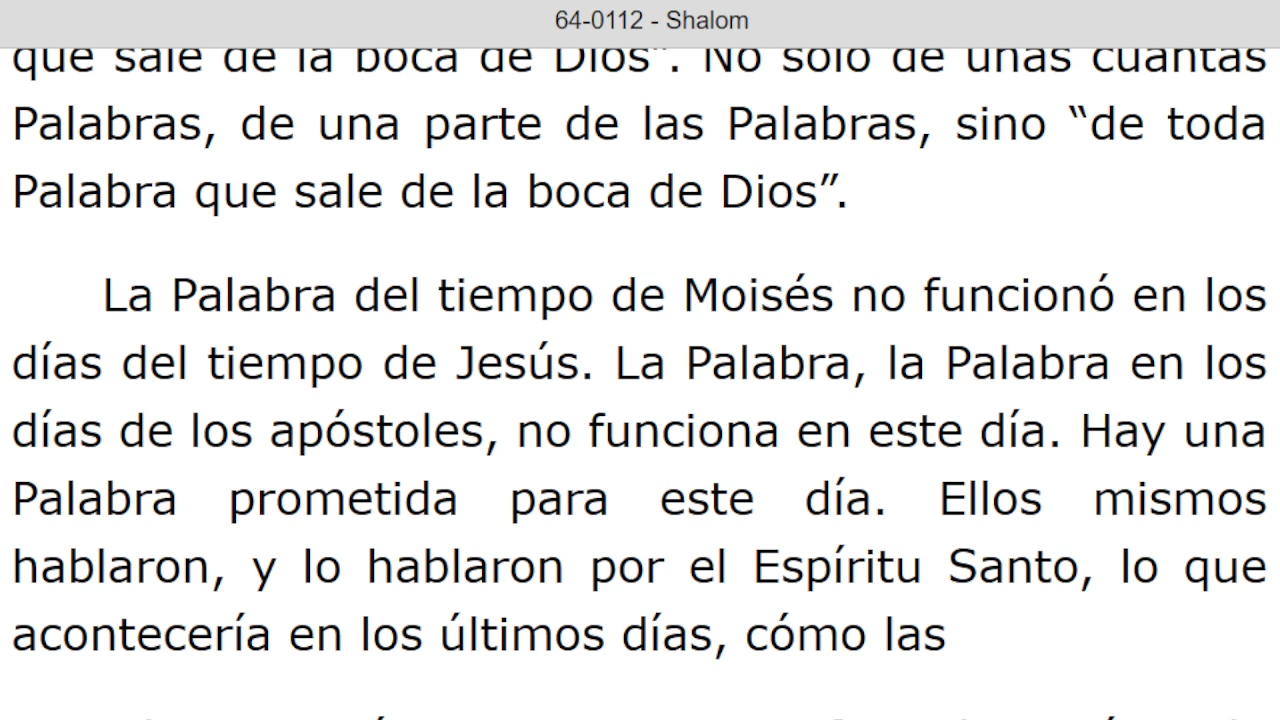 64-0112 - Shalom
que sale de la boca de Dios”. No solo de unas cuantas
Palabras, de una parte de las Palabras, sino “de toda
Palabra que sale de la boca de Dios”.
La Palabra del tiempo de Moisés no funcionó en los
días del tiempo de Jesús. La Palabra, la Palabra en los
días de los apóstoles, no funciona en este día. Hay una
Palabra prometida para este día. Ellos mismos
hablaron, y lo hablaron por el Espíritu Santo, lo que
acontecería en los últimos días, cómo las